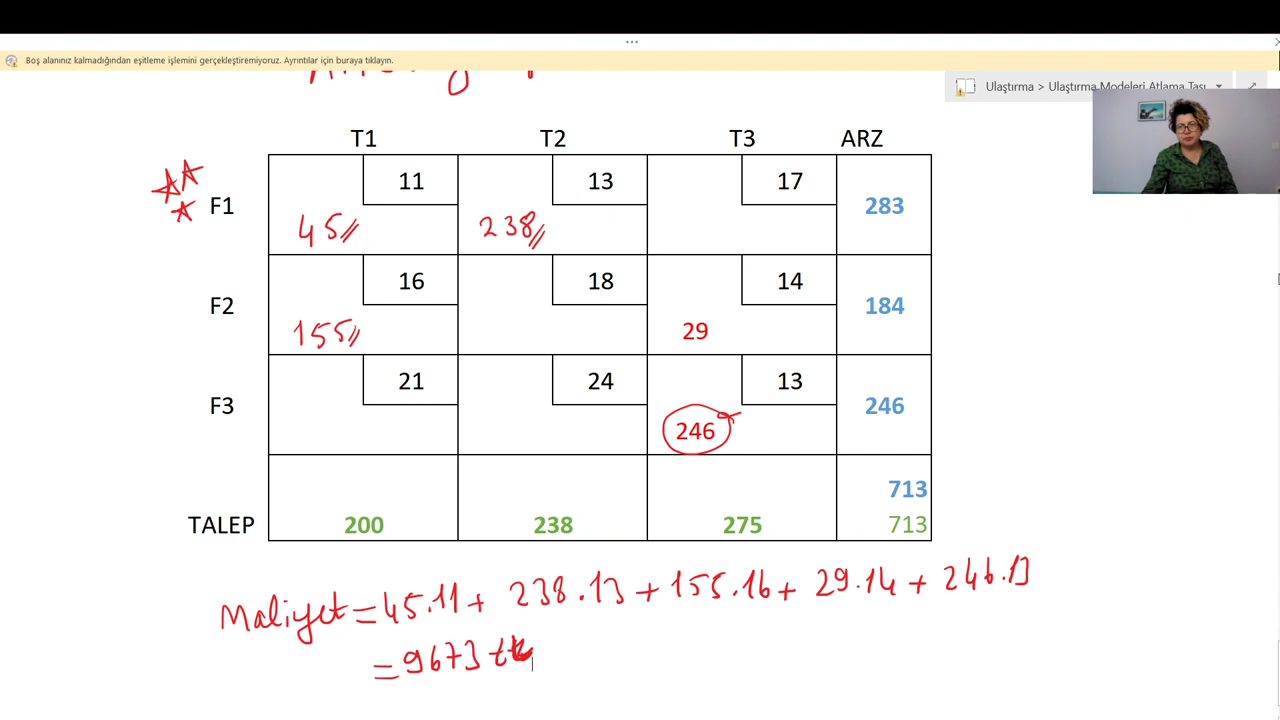 Boş alanınız kalmadığından eşitleme işlemini gerçekleştiremiyoruz. Ayrıntılar için buraya tıklayın.
Ulaştırma > Ulaştırma Modeleri Atlama Taşı
T1 T2 T3 ARZ
11 13 17
F1 283
45 238
16 18 14
F2 184
155 29
21 24 13
F3 246
246
713
TALEP 200 238 275 713
Maliyet = 45.11 + 238.13 + 155.16 + 29.14 + 246.13
= 9673